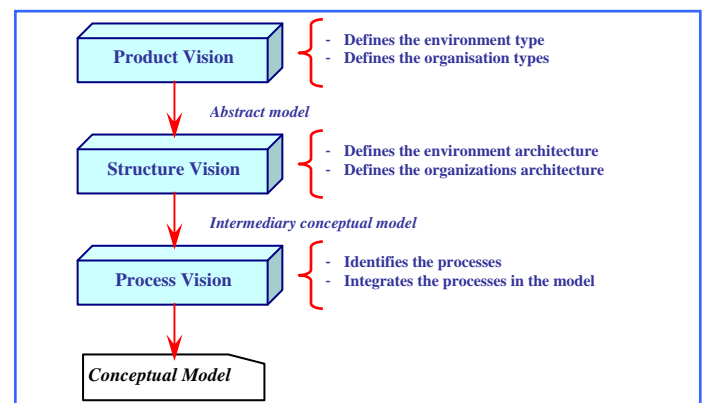 Product Vision
- Defines the environment type
- Defines the organisation types
Abstract model
Structure Vision
- Defines the environment architecture
- Defines the organizations architecture
Intermediary conceptual model
Process Vision
- Identifies the processes
- Integrates the processes in the model
Conceptual Model